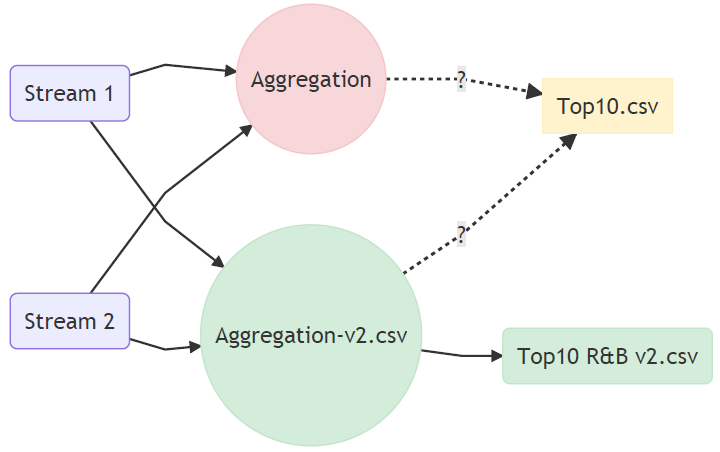 Stream 1
Aggregation
?
Top10.csv
?
Stream 2
Aggregation-v2.csv
Top10 R&B v2.csv